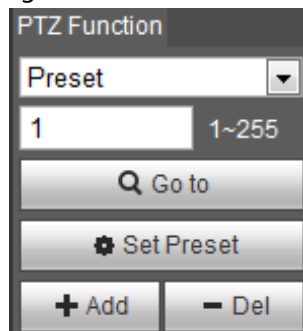 PTZ Function
Preset
1 1~255
Go to
Set Preset
Add Del